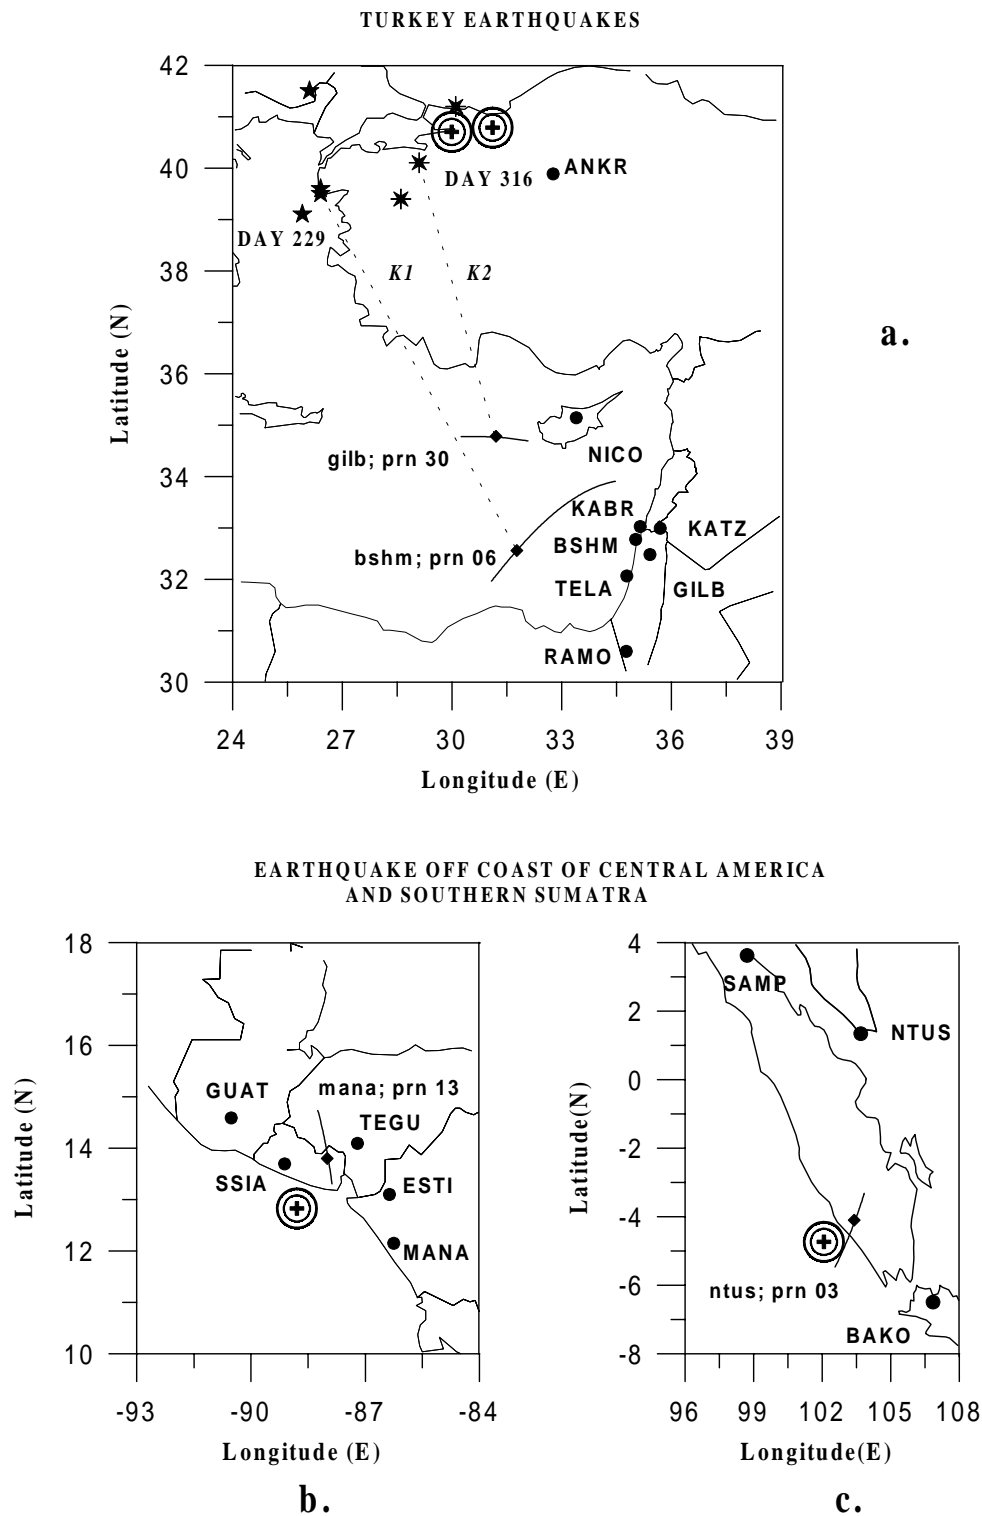 TURKEY EARTHQUAKES
42
40
38
36
34
32
30
Latitude (N)
ANKR
DAY 316
DAY 229
K1
K2
a.
NICO
gilb; prn 30
KABR
KATZ
BSHM
bshm; prn 06
TELA
GILB
RAMO
24
27
30
33
36
39
Longitude (E)
EARTHQUAKE OFF COAST OF CENTRAL AMERICA
AND SOUTHERN SUMATRA
18
16
14
12
10
Latitude (N)
GUAT
mana; prn 13
TEGU
SSIA
ESTI
MANA
-93
-90
-87
-84
Longitude (E)
b.
4
2
0
-2
-4
-6
-8
Latitude(N)
SAMP
NTUS
ntus; prn 03
BAKO
96
99
102
105
108
Longitude(E)
c.